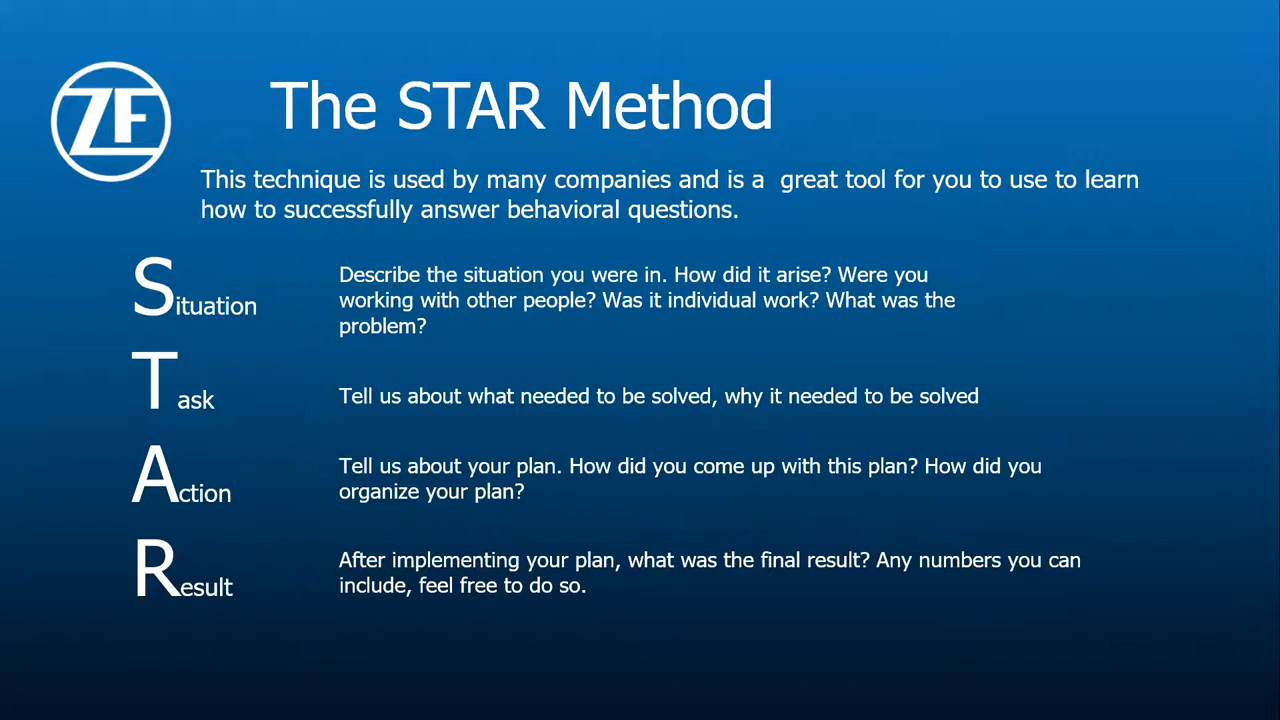 ZF
The STAR Method
This technique is used by many companies and is a  great tool for you to use to learn
how to successfully answer behavioral questions.
Situation
Describe the situation you were in. How did it arise? Were you
working with other people? Was it individual work? What was the
problem?
Task
Tell us about what needed to be solved, why it needed to be solved
Action
Tell us about your plan. How did you come up with this plan? How did you
organize your plan?
Result
After implementing your plan, what was the final result? Any numbers you can
include, feel free to do so.